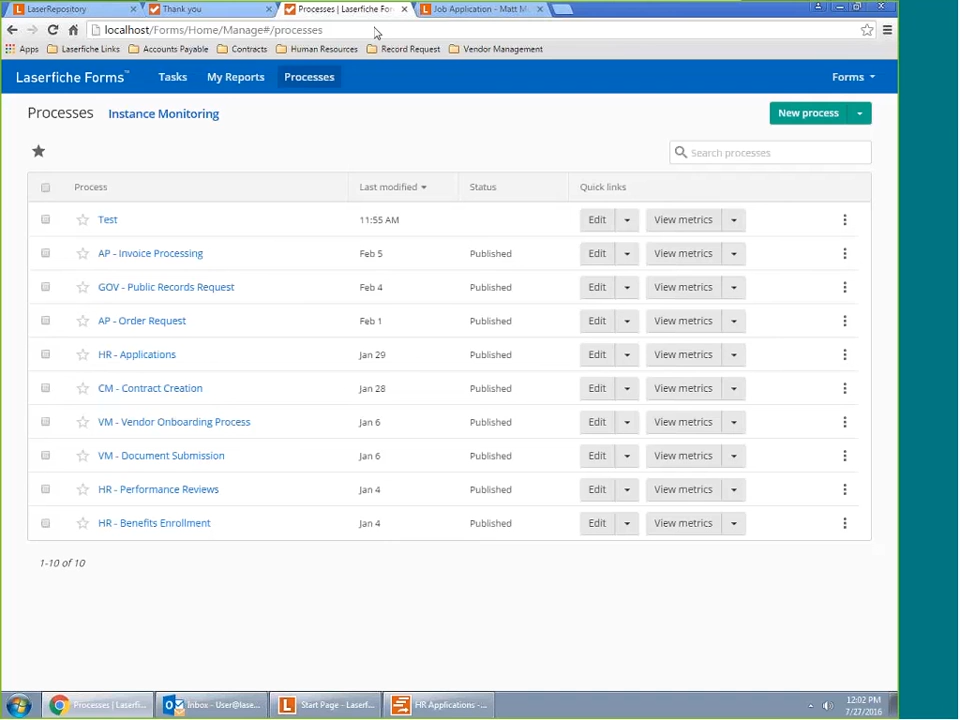 LaserRepository
Thank you
Processes | Laserfiche For
Job Application - Matt M
localhost/Forms/Home/Manage#/processes
Apps
Laserfiche Links
Accounts Payable
Contracts
Human Resources
Record Request
Vendor Management
Laserfiche Forms™
Tasks
My Reports
Processes
Forms
Processes
Instance Monitoring
New process
Search processes
Process Last modified Status Quick links
Test 11:55 AM Edit View metrics
AP - Invoice Processing Feb 5 Published Edit View metrics
GOV - Public Records Request Feb 4 Published Edit View metrics
AP - Order Request Feb 1 Published Edit View metrics
HR - Applications Jan 29 Published Edit View metrics
CM - Contract Creation Jan 28 Published Edit View metrics
VM - Vendor Onboarding Process Jan 6 Published Edit View metrics
VM - Document Submission Jan 6 Published Edit View metrics
HR - Performance Reviews Jan 4 Published Edit View metrics
HR - Benefits Enrollment Jan 4 Published Edit View metrics
1-10 of 10
Processes | Laserfi...
Inbox - User@lase...
Start Page - Laserf...
HR Applications -...
12:02 PM
7/27/2016